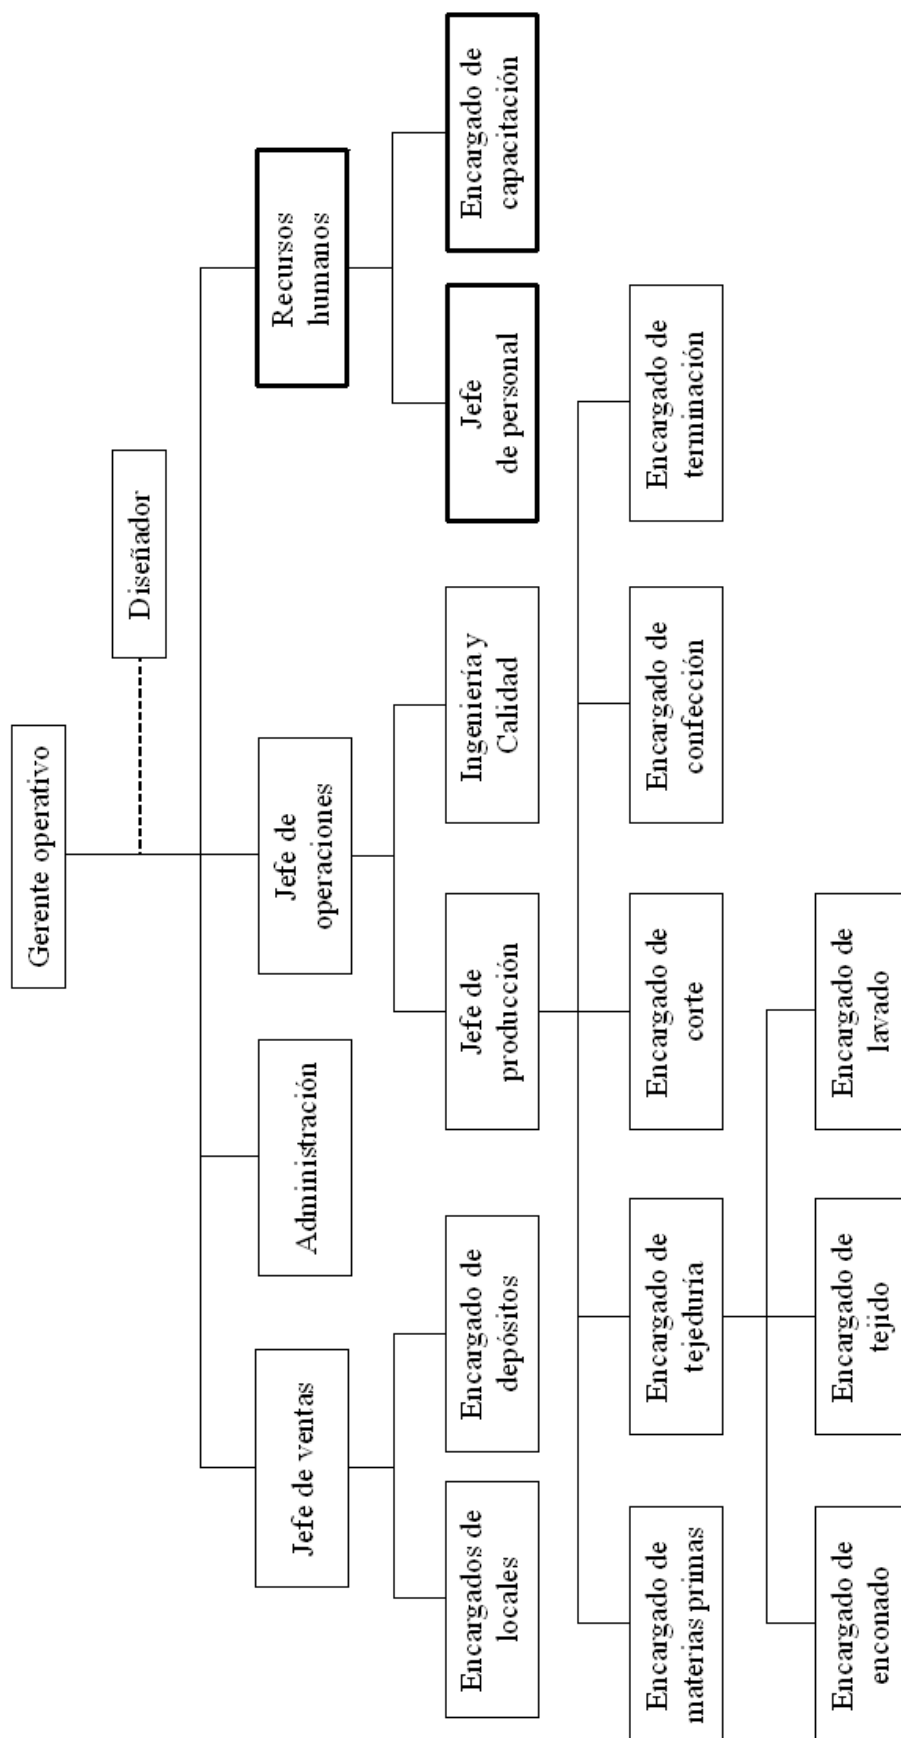 Gerente operativo
Diseñador
Jefe de ventas
Administración
Jefe de
operaciones
Recursos
humanos
Encargados de
locales
Encargado de
depósitos
Jefe de
producción
Ingeniería y
Calidad
Jefe
de personal
Encargado de
capacitación
Encargado de
materias primas
Encargado de
tejeduría
Encargado de
corte
Encargado de
confección
Encargado de
terminación
Encargado de
enconado
Encargado de
tejido
Encargado de
lavado